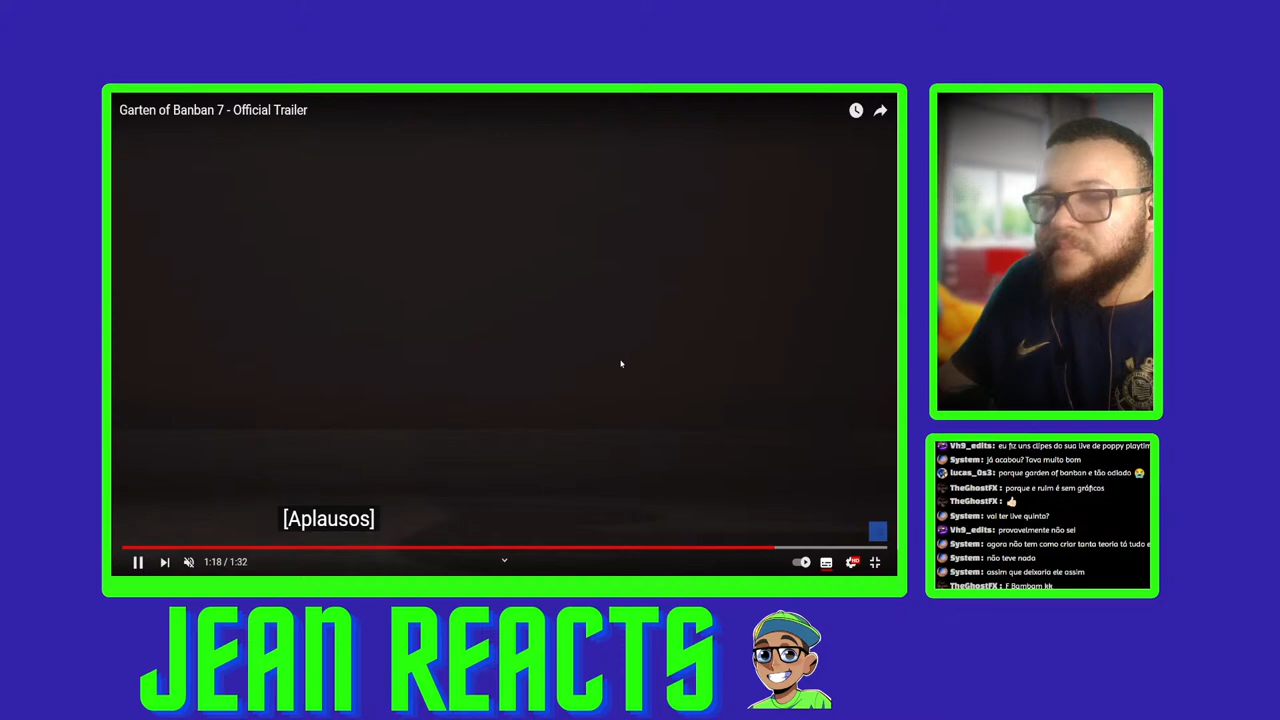 Garten of Banban 7 - Official Trailer
[Aplausos]
1:18 / 1:32
HD
Vh9_edits: eu fiz uns clipes do sua live de poppy playtim
System: já acabou? Tava muito bom
lucas_0s3: porque garden of banban e tão odiado 😭
TheGhostFX: porque e ruim é sem gráficos
TheGhostFX: 👍
System: vai ter live quinta?
Vh9_edits: provavelmente não sei
System: agora não tem como criar tanta teoria tá tudo e
System: não teve nada
System: assim que deixaria ele assim
TheGhostFX: F Bambam kk
JEAN REACTS